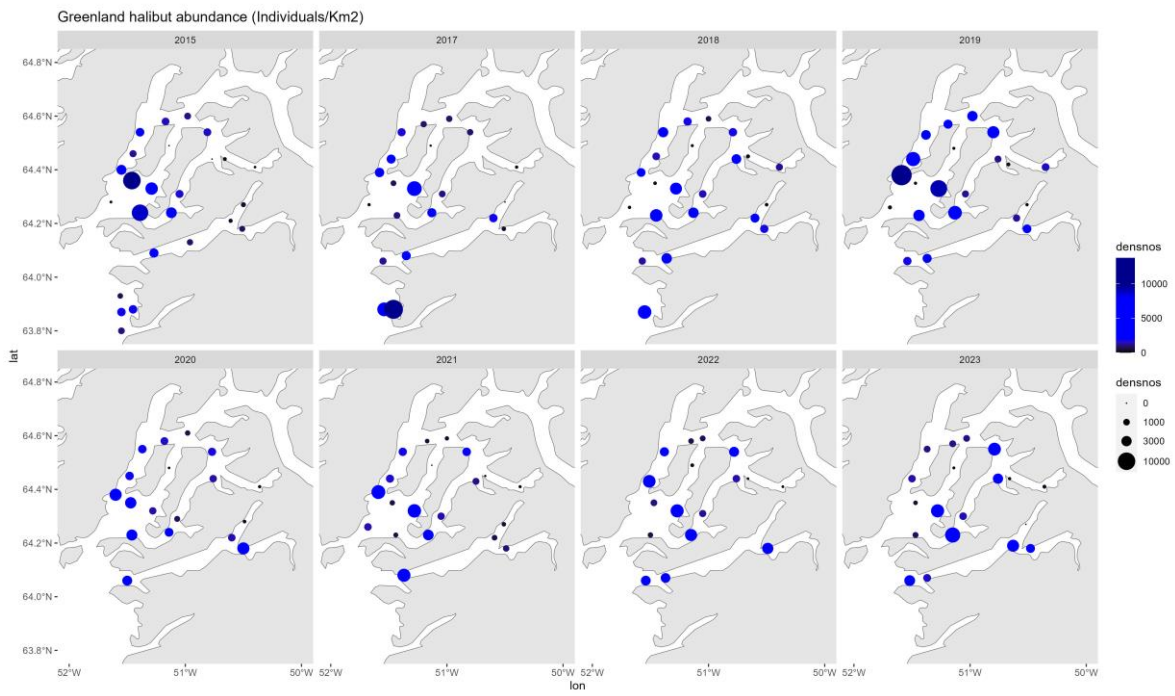 Greenland halibut abundance (Individuals/Km2)
2015 2017 2018 2019
64.8°N
64.6°N
64.4°N
64.2°N
64.0°N
63.8°N
densnos
10000
5000
0
lat
densnos
0
1000
3000
10000
2020 2021 2022 2023
64.8°N
64.6°N
64.4°N
64.2°N
64.0°N
63.8°N
52°W 51°W 50°W 52°W 51°W 50°W 52°W 51°W 50°W 52°W 51°W 50°W
lon